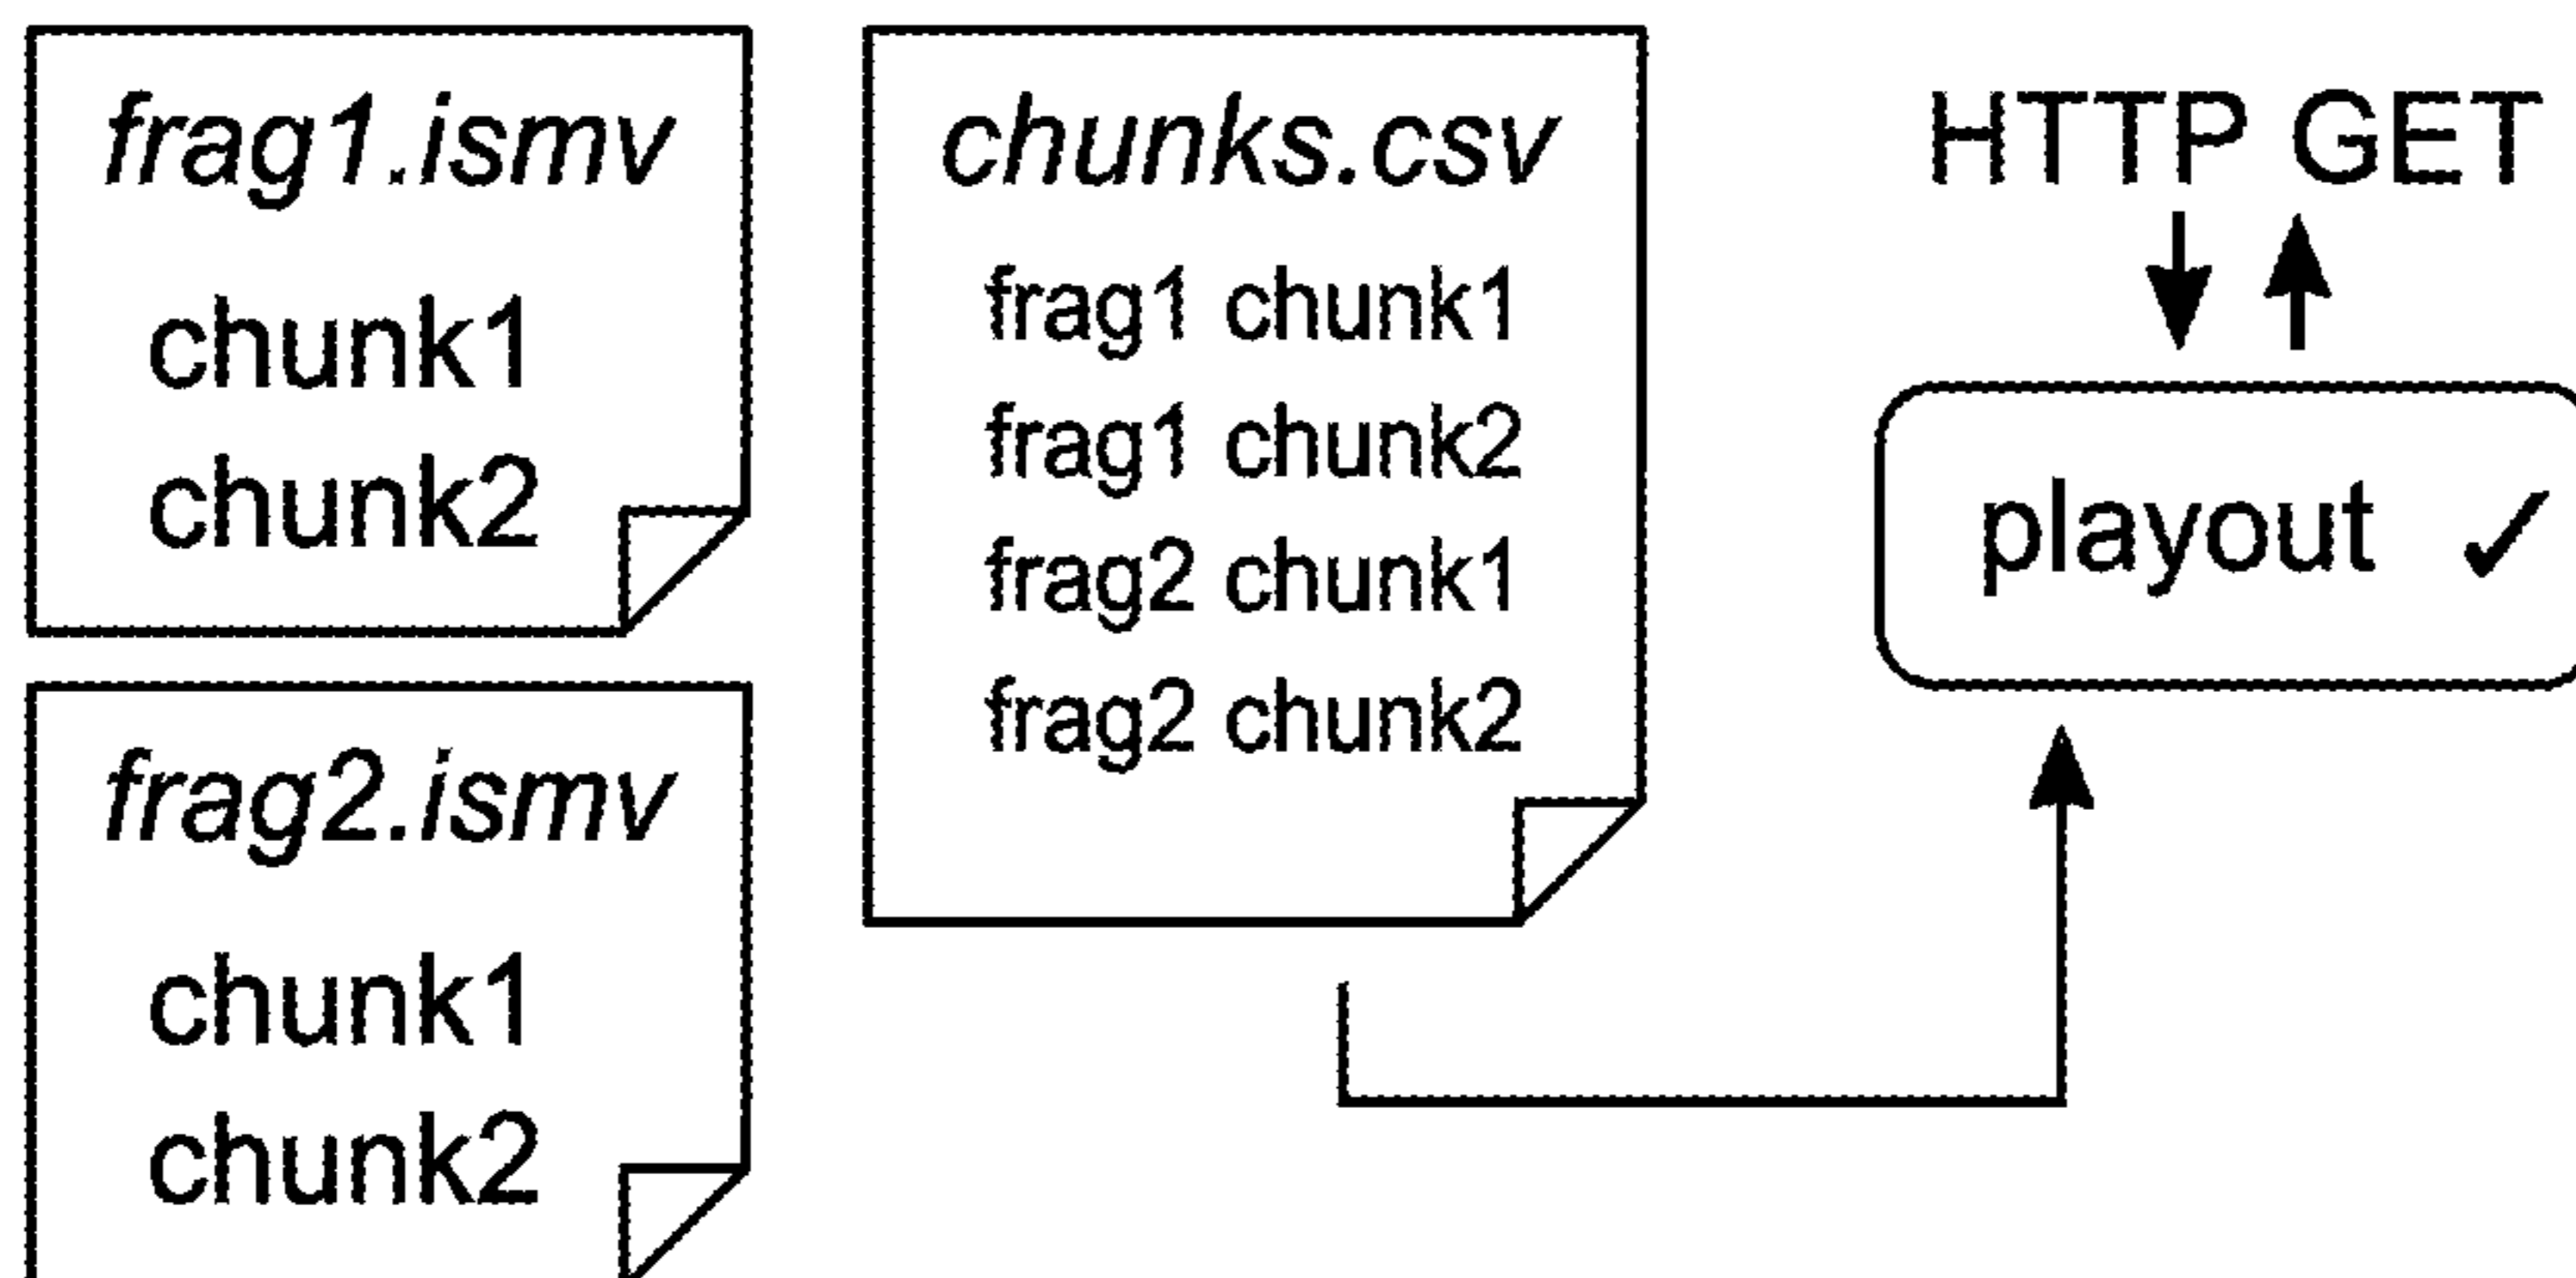 frag1.ismv
chunk1
chunk2
frag2.ismv
chunk1
chunk2
chunks.csv
frag1 chunk1
frag1 chunk2
frag2 chunk1
frag2 chunk2
HTTP GET
playout ✓